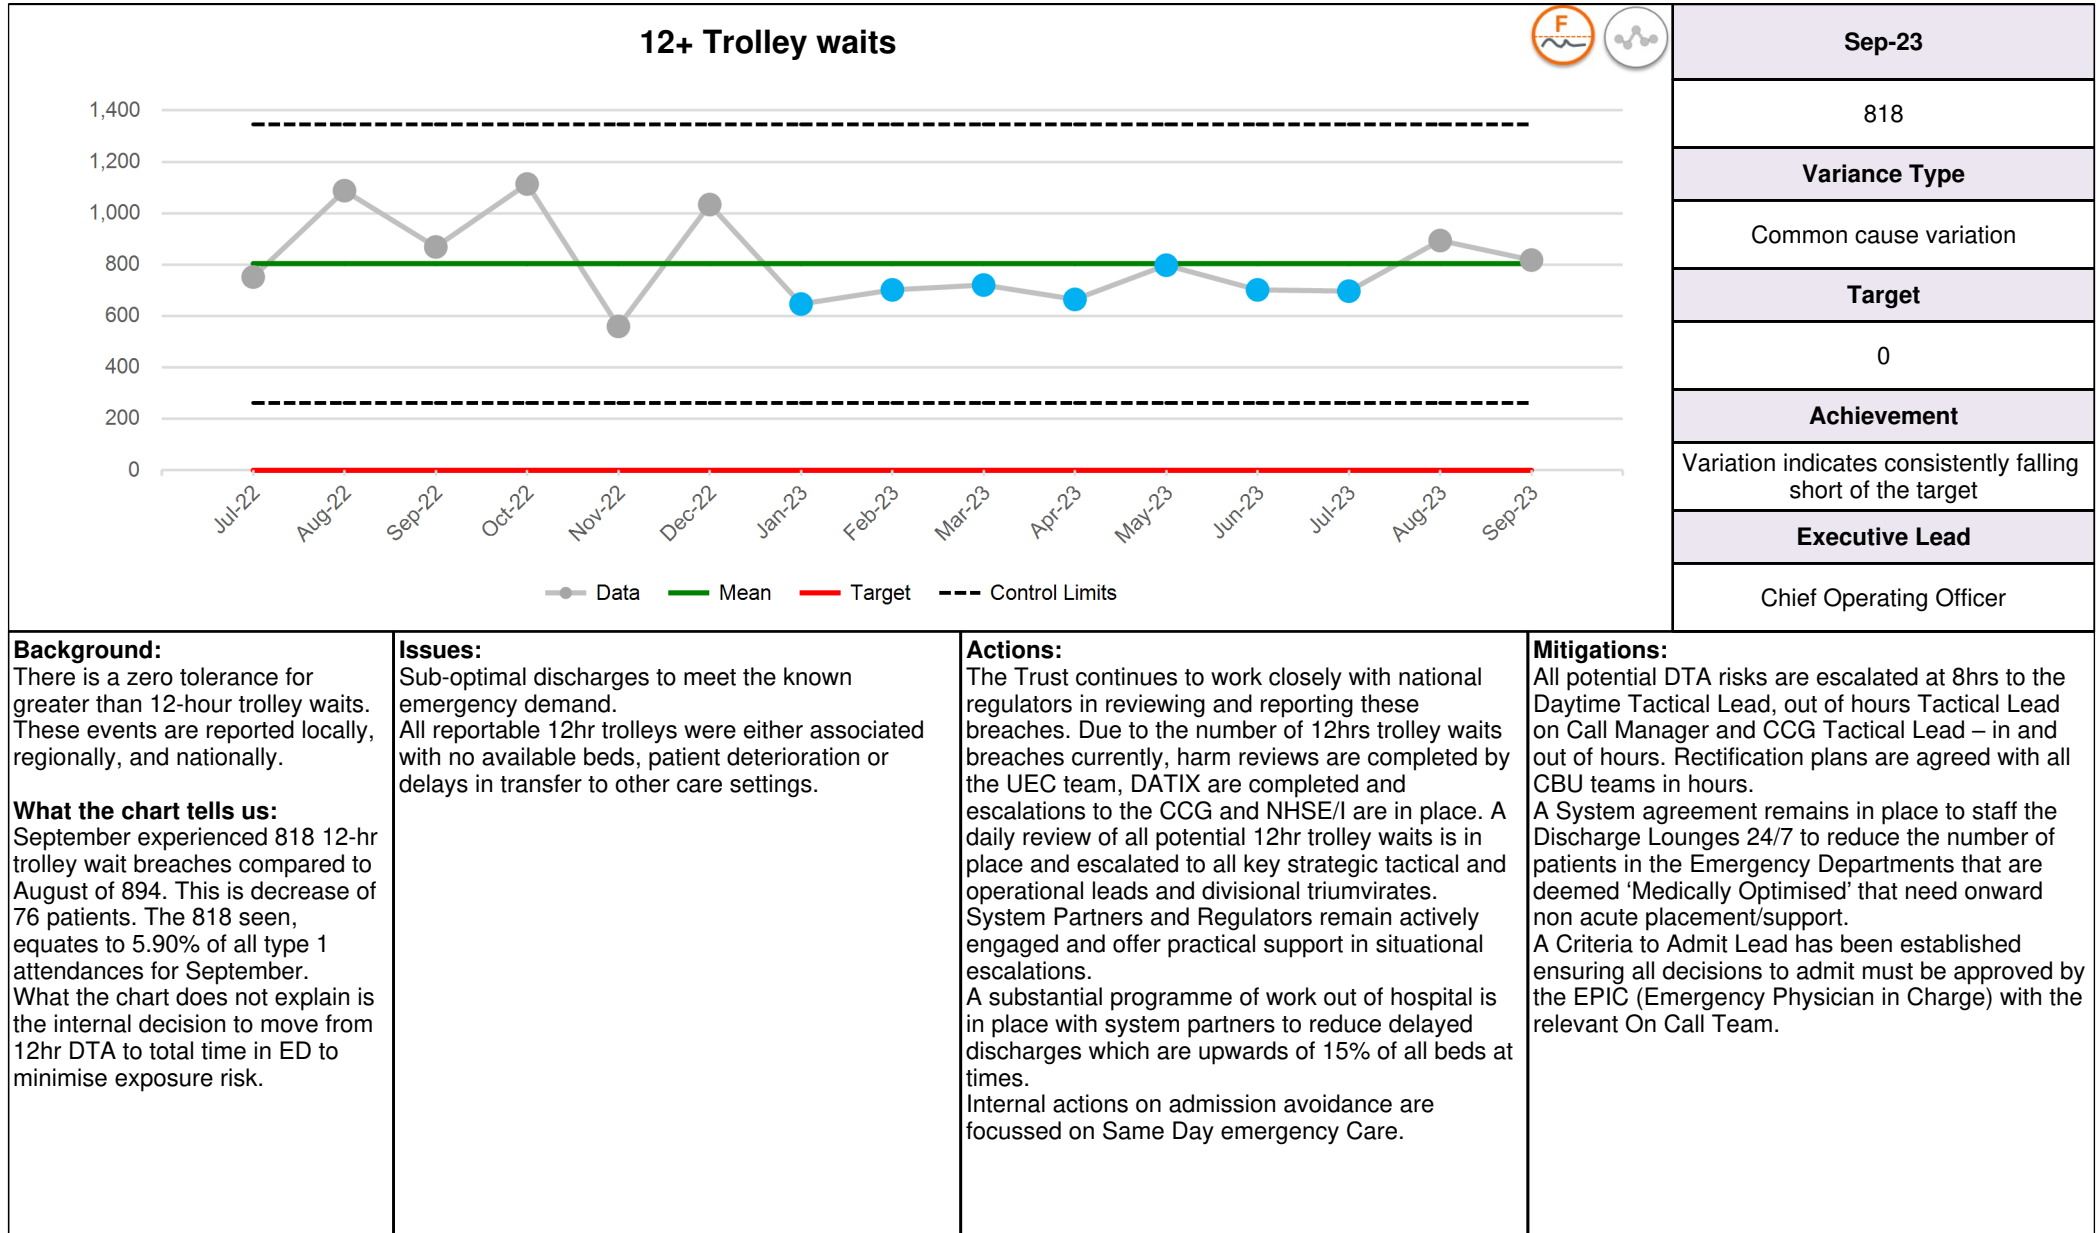 12+ Trolley waits
F
1,400
1,200
1,000
800
600
400
200
0
Jul-22
Aug-22
Sep-22
Oct-22
Nov-22
Dec-22
Jan-23
Feb-23
Mar-23
Apr-23
May-23
Jun-23
Jul-23
Aug-23
Sep-23
Data
Mean
Target
Control Limits
Sep-23
818
Variance Type
Common cause variation
Target
0
Achievement
Variation indicates consistently falling
short of the target
Executive Lead
Chief Operating Officer
Background:
There is a zero tolerance for
greater than 12-hour trolley waits.
These events are reported locally,
regionally, and nationally.
What the chart tells us:
September experienced 818 12-hr
trolley wait breaches compared to
August of 894. This is decrease of
76 patients. The 818 seen,
equates to 5.90% of all type 1
attendances for September.
What the chart does not explain is
the internal decision to move from
12hr DTA to total time in ED to
minimise exposure risk.
Issues:
Sub-optimal discharges to meet the known
emergency demand.
All reportable 12hr trolleys were either associated
with no available beds, patient deterioration or
delays in transfer to other care settings.
Actions:
The Trust continues to work closely with national
regulators in reviewing and reporting these
breaches. Due to the number of 12hrs trolley waits
breaches currently, harm reviews are completed by
the UEC team, DATIX are completed and
escalations to the CCG and NHSE/I are in place. A
daily review of all potential 12hr trolley waits is in
place and escalated to all key strategic tactical and
operational leads and divisional triumvirates.
System Partners and Regulators remain actively
engaged and offer practical support in situational
escalations.
A substantial programme of work out of hospital is
in place with system partners to reduce delayed
discharges which are upwards of 15% of all beds at
times.
Internal actions on admission avoidance are
focussed on Same Day emergency Care.
Mitigations:
All potential DTA risks are escalated at 8hrs to the
Daytime Tactical Lead, out of hours Tactical Lead
on Call Manager and CCG Tactical Lead – in and
out of hours. Rectification plans are agreed with all
CBU teams in hours.
A System agreement remains in place to staff the
Discharge Lounges 24/7 to reduce the number of
patients in the Emergency Departments that are
deemed ‘Medically Optimised’ that need onward
non acute placement/support.
A Criteria to Admit Lead has been established
ensuring all decisions to admit must be approved by
the EPIC (Emergency Physician in Charge) with the
relevant On Call Team.